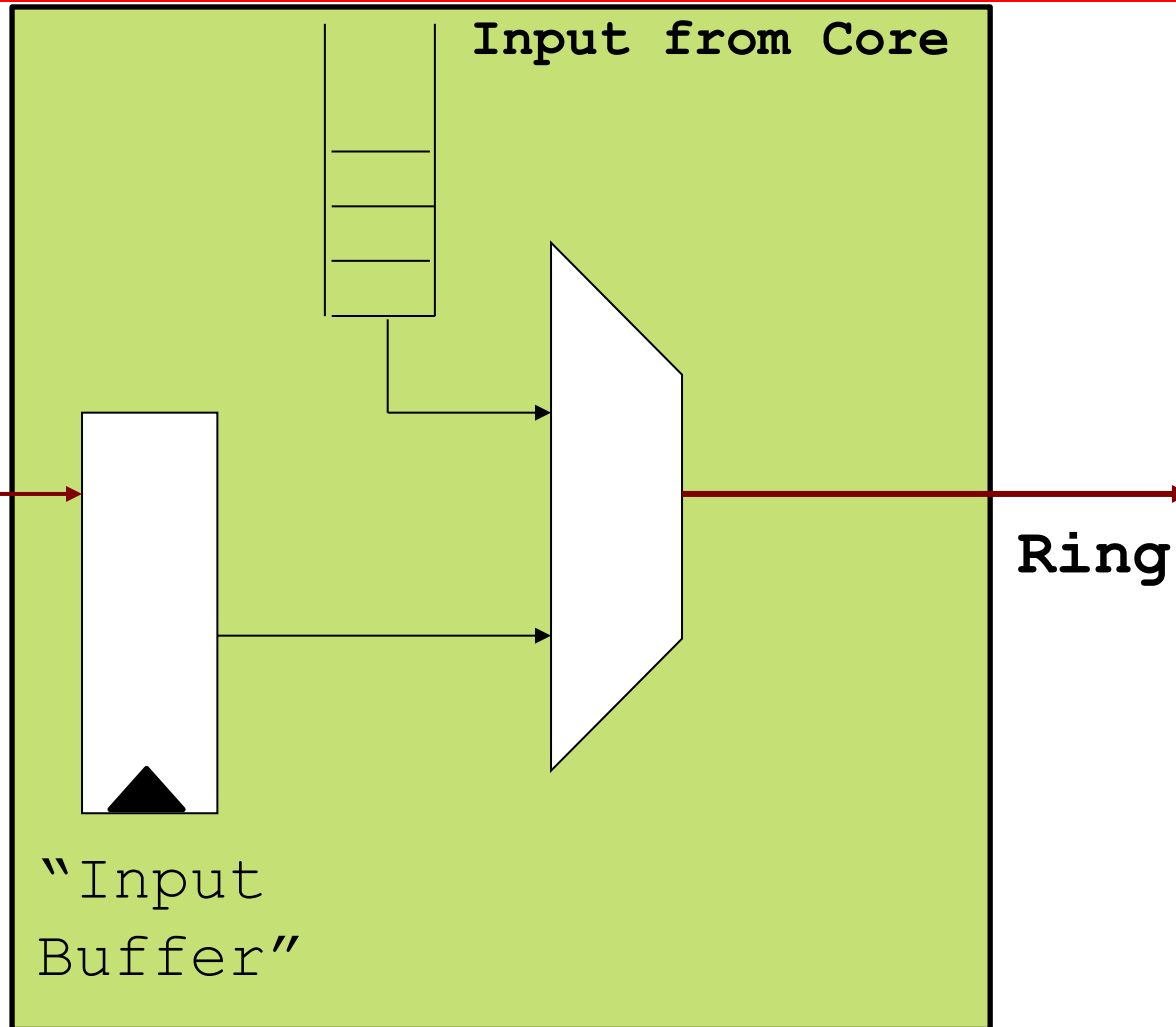 Input from Core
Ring
“Input
Buffer”